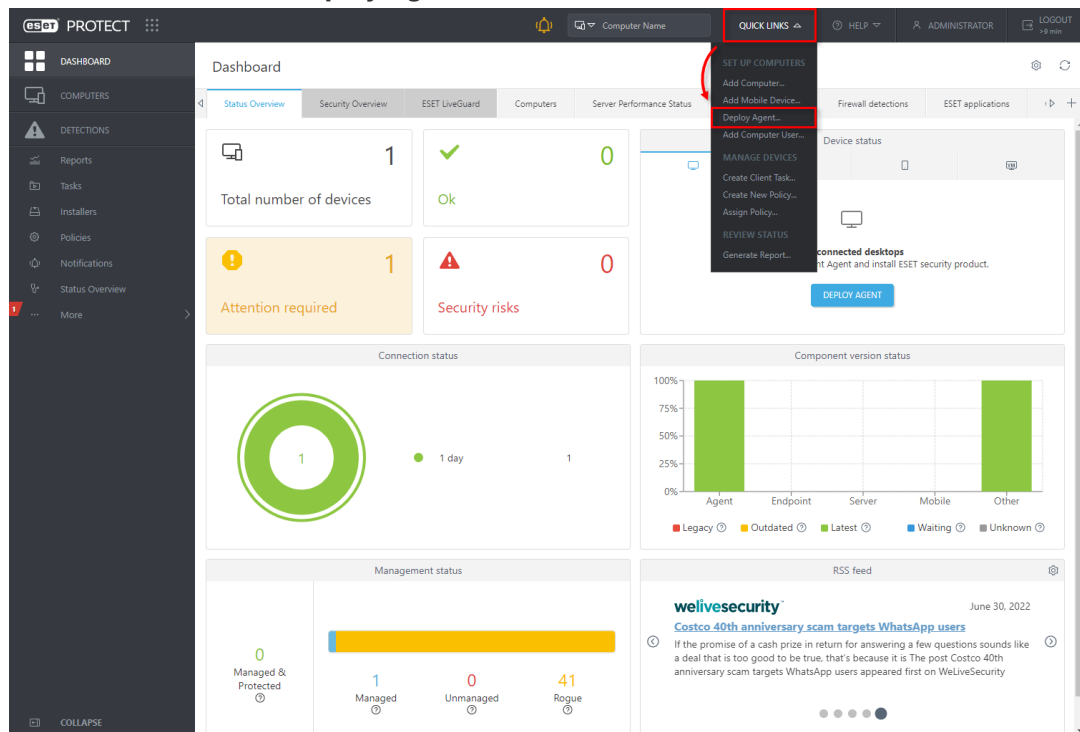 eset PROTECT
Computer Name
QUICK LINKS
HELP
ADMINISTRATOR
LOGOUT
>9 min
DASHBOARD
COMPUTERS
DETECTIONS
Reports
Tasks
Installers
Policies
Notifications
Status Overview
1
More
COLLAPSE
SET UP COMPUTERS
Add Computer...
Add Mobile Device...
Deploy Agent...
Add Computer User...
MANAGE DEVICES
Create Client Task...
Create New Policy...
Assign Policy...
REVIEW STATUS
Generate Report...
Dashboard
Status Overview
Security Overview
ESET LiveGuard
Computers
Server Performance Status
Firewall detections
ESET applications
1
Total number of devices
0
Ok
1
Attention required
0
Security risks
Device status
connected desktops
Agent and install ESET security product.
DEPLOY AGENT
Connection status
1
1 day 1
Component version status
100%
75%
50%
25%
0%
Agent Endpoint Server Mobile Other
Legacy Outdated Latest Waiting Unknown
Management status
0
Managed &
Protected
1
Managed
0
Unmanaged
41
Rogue
RSS feed
welivesecurity
June 30, 2022
Costco 40th anniversary scam targets WhatsApp users
If the promise of a cash prize in return for answering a few questions sounds like
a deal that is too good to be true, that's because it is The post Costco 40th
anniversary scam targets WhatsApp users appeared first on WeLiveSecurity